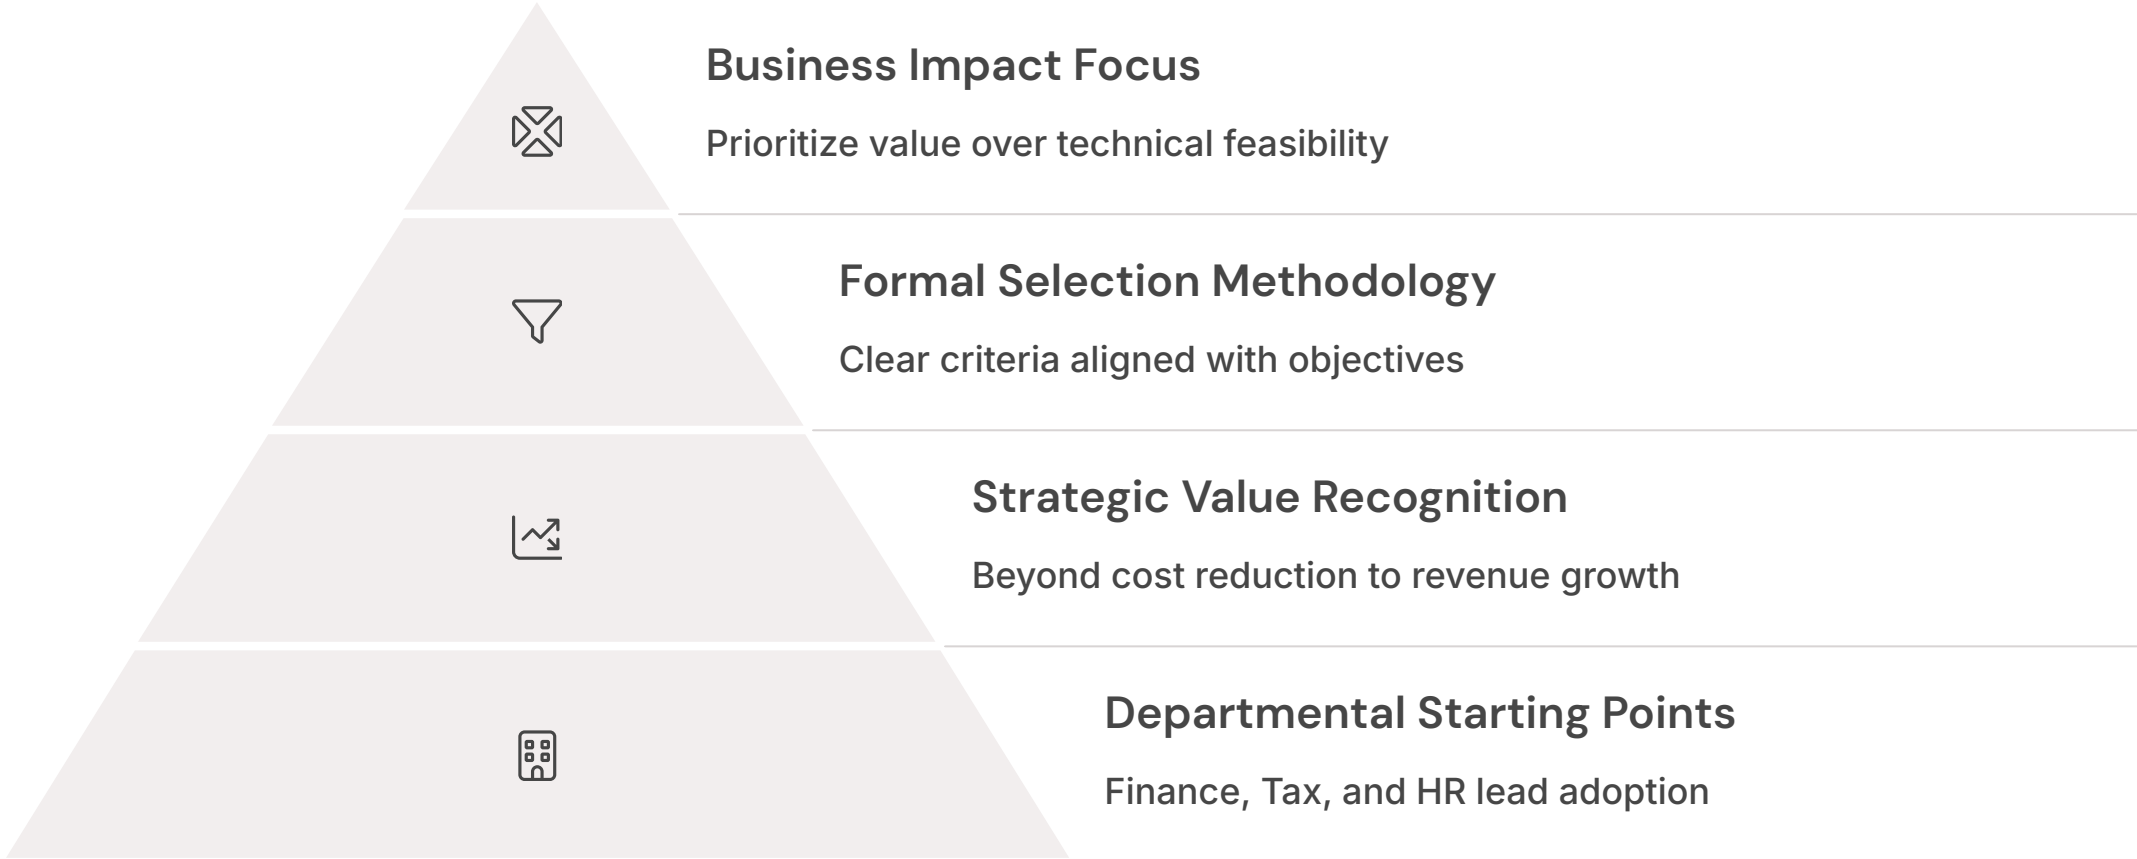 Business Impact Focus
Prioritize value over technical feasibility
Formal Selection Methodology
Clear criteria aligned with objectives
Strategic Value Recognition
Beyond cost reduction to revenue growth
Departmental Starting Points
Finance, Tax, and HR lead adoption